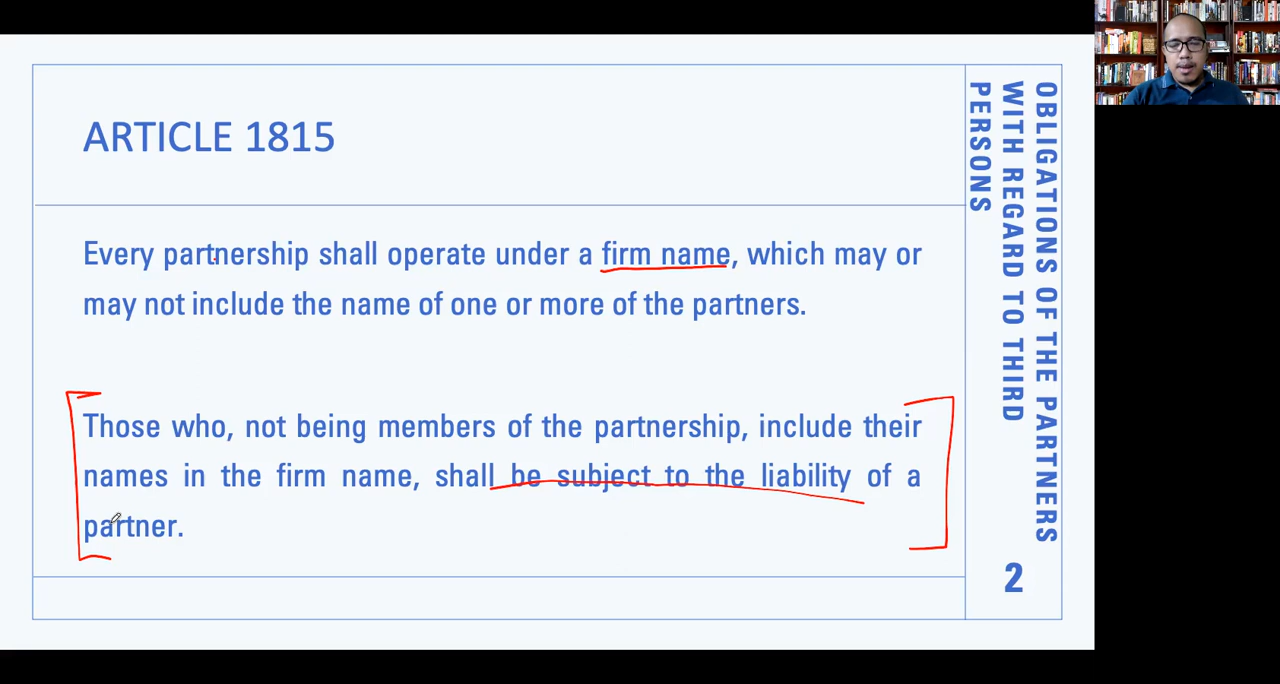 ARTICLE 1815
Every partnership shall operate under a firm name, which may or
may not include the name of one or more of the partners.
Those who, not being members of the partnership, include their
names in the firm name, shall be subject to the liability of a
partner.
OBLIGATIONS OF THE PARTNERS
WITH REGARD TO THIRD
PERSONS
2